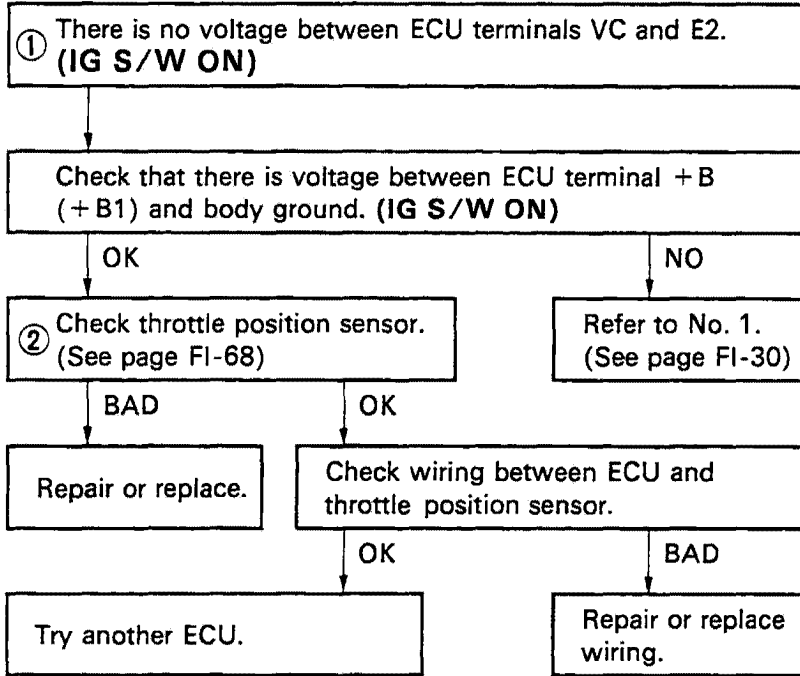 ① There is no voltage between ECU terminals VC and E2.
(IG S/W ON)
Check that there is voltage between ECU terminal +B
(+B1) and body ground. (IG S/W ON)
OK
NO
② Check throttle position sensor.
(See page FI-68)
Refer to No. 1.
(See page FI-30)
BAD
OK
Repair or replace.
Check wiring between ECU and
throttle position sensor.
OK
BAD
Try another ECU.
Repair or replace
wiring.